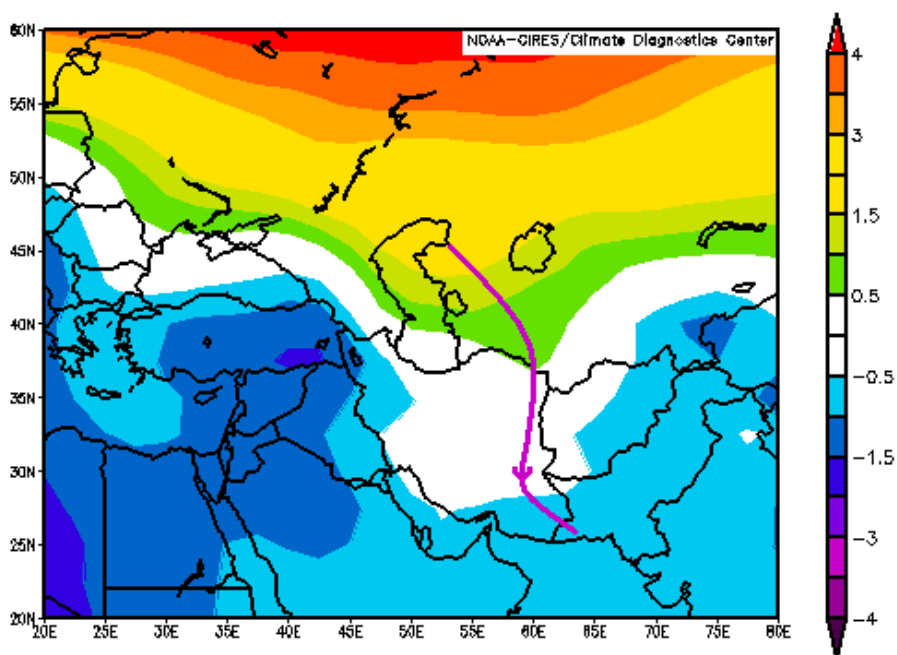 NOAA-CIRES/Climate Diagnostics Center
60N
55N
50N
45N
40N
35N
30N
25N
20N
20E 25E 30E 35E 40E 45E 50E 55E 60E 65E 70E 75E 80E
4
3
1.5
0.5
-0.5
-1.5
-3
-4